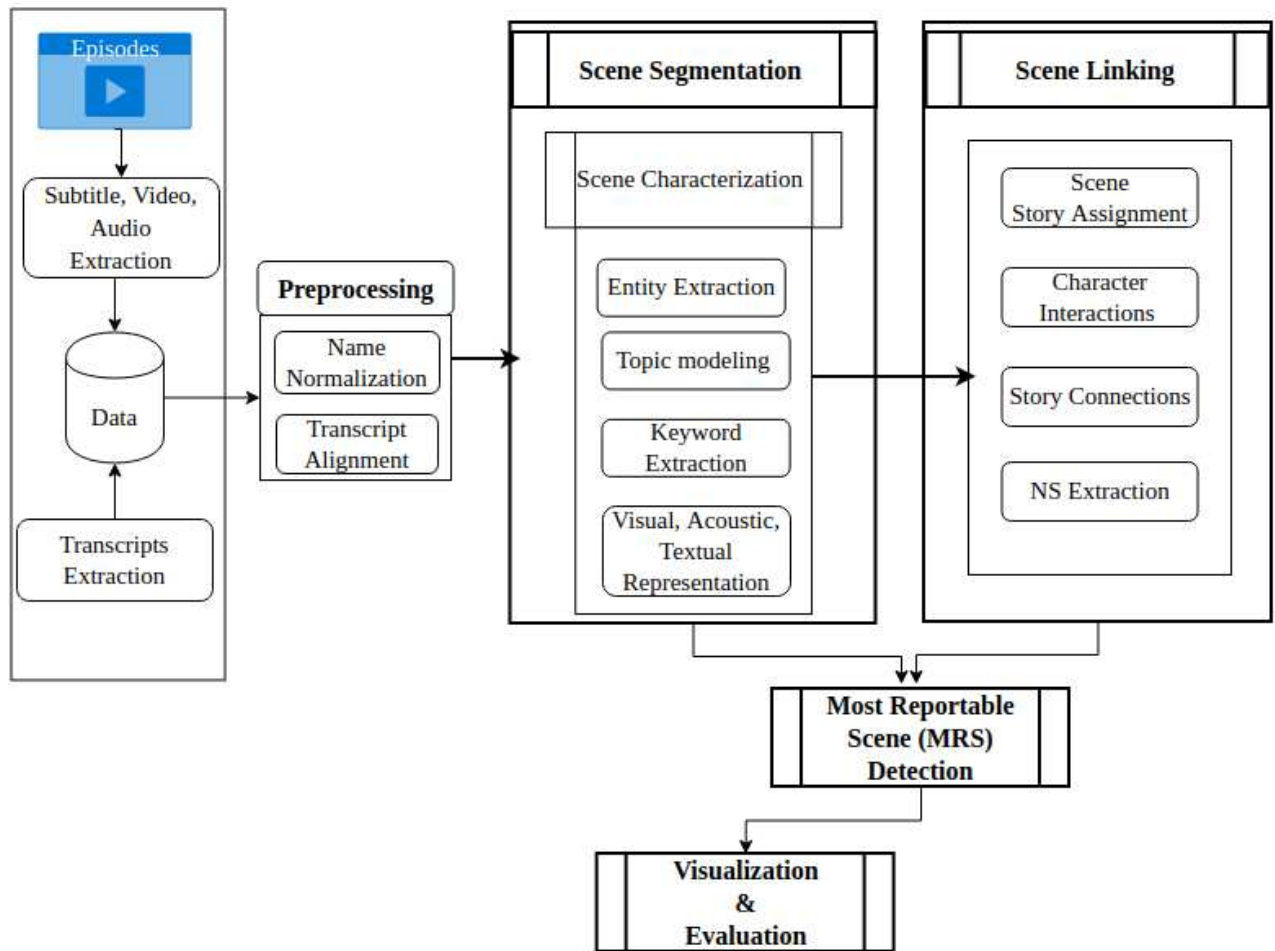 Episodes
Subtitle, Video,
Audio
Extraction
Data
Transcripts
Extraction
Preprocessing
Name
Normalization
Transcript
Alignment
Scene Segmentation
Scene Characterization
Entity Extraction
Topic modeling
Keyword
Extraction
Visual, Acoustic,
Textual
Representation
Scene Linking
Scene
Story Assignment
Character
Interactions
Story Connections
NS Extraction
Most Reportable
Scene (MRS)
Detection
Visualization
&
Evaluation